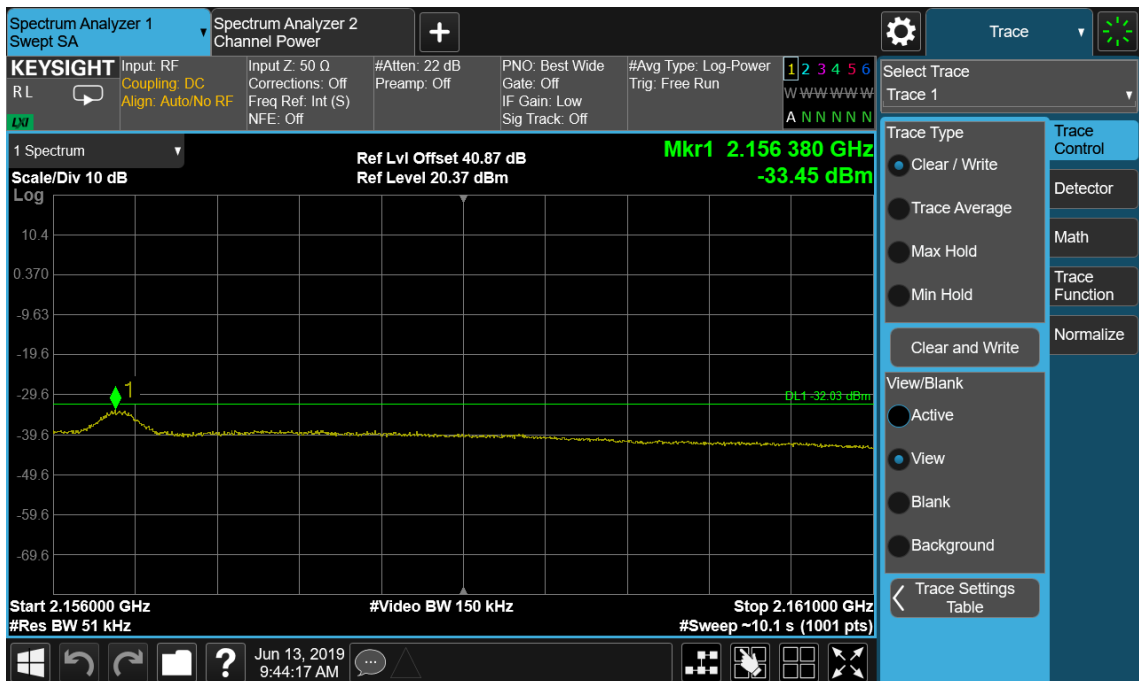 Spectrum Analyzer 1
Swept SA
Spectrum Analyzer 2
Channel Power
Trace
KEYSIGHT
R L
LXI
Input: RF
Coupling: DC
Align: Auto/No RF
Input Z: 50 Ω
Corrections: Off
Freq Ref: Int (S)
NFE: Off
#Atten: 22 dB
Preamp: Off
PNO: Best Wide
Gate: Off
IF Gain: Low
Sig Track: Off
#Avg Type: Log-Power
Trig: Free Run
1 2 3 4 5 6
W W W W W W
A N N N N N
Select Trace
Trace 1
1 Spectrum
Scale/Div 10 dB
Ref Lvl Offset 40.87 dB
Ref Level 20.37 dBm
Mkr1 2.156 380 GHz
-33.45 dBm
Log
10.4
0.370
-9.63
-19.6
-29.6
-39.6
-49.6
-59.6
-69.6
1
DL1 -32.03 dBm
Start 2.156000 GHz
#Res BW 51 kHz
#Video BW 150 kHz
Stop 2.161000 GHz
#Sweep ~10.1 s (1001 pts)
Trace Type
Clear / Write
Trace Average
Max Hold
Min Hold
Clear and Write
View/Blank
Active
View
Blank
Background
Trace Settings
Table
Trace
Control
Detector
Math
Trace
Function
Normalize
?
Jun 13, 2019
9:44:17 AM